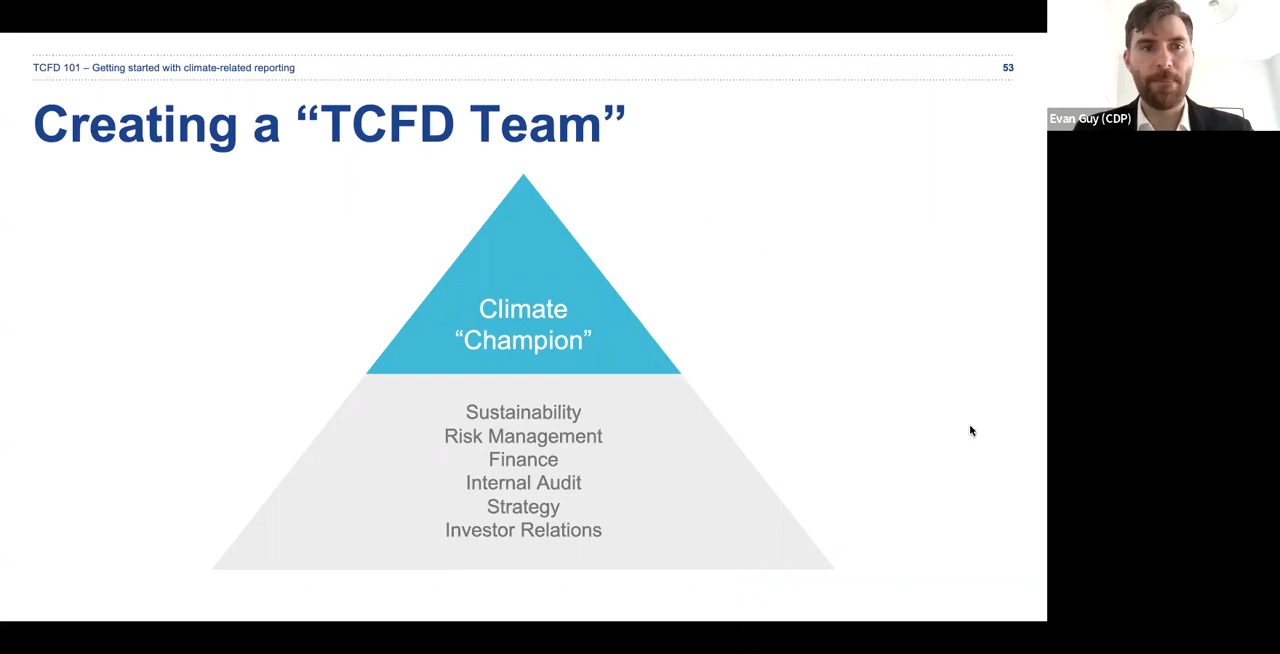 TCFD 101 – Getting started with climate-related reporting
53
Creating a “TCFD Team”
Climate
“Champion”
Sustainability
Risk Management
Finance
Internal Audit
Strategy
Investor Relations
Evan Guy (CDP)